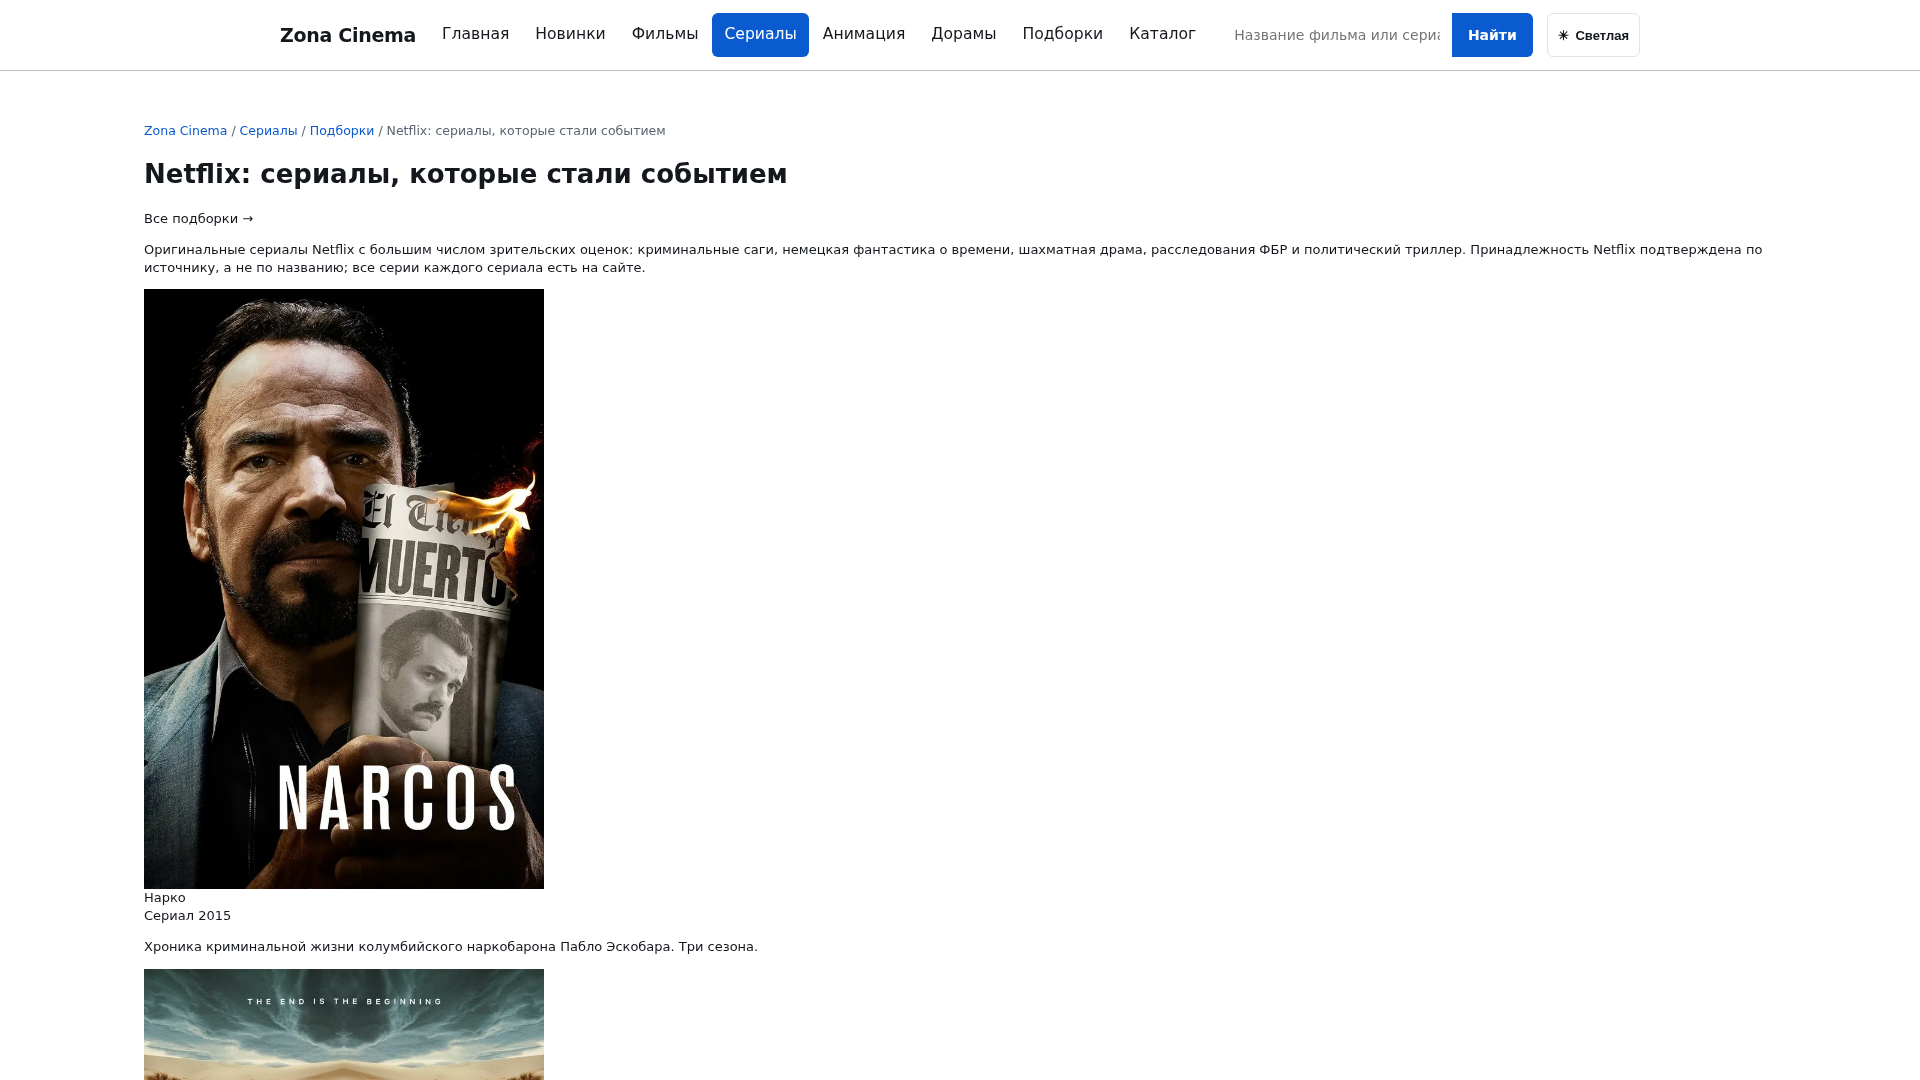 Zona Cinema
Главная
Новинки
Фильмы
Сериалы
Анимация
Дорамы
Подборки
Каталог
Название фильма или сериа
Найти
☀ Светлая
Zona Cinema / Сериалы / Подборки / Netflix: сериалы, которые стали событием
Netflix: сериалы, которые стали событием
Все подборки →
Оригинальные сериалы Netflix с большим числом зрительских оценок: криминальные саги, немецкая фантастика о времени, шахматная драма, расследования ФБР и политический триллер. Принадлежность Netflix подтверждена по
источнику, а не по названию; все серии каждого сериала есть на сайте.
El
MUERTO
NARCOS
Нарко
Сериал 2015
Хроника криминальной жизни колумбийского наркобарона Пабло Эскобара. Три сезона.
THE END IS THE BEGINNING